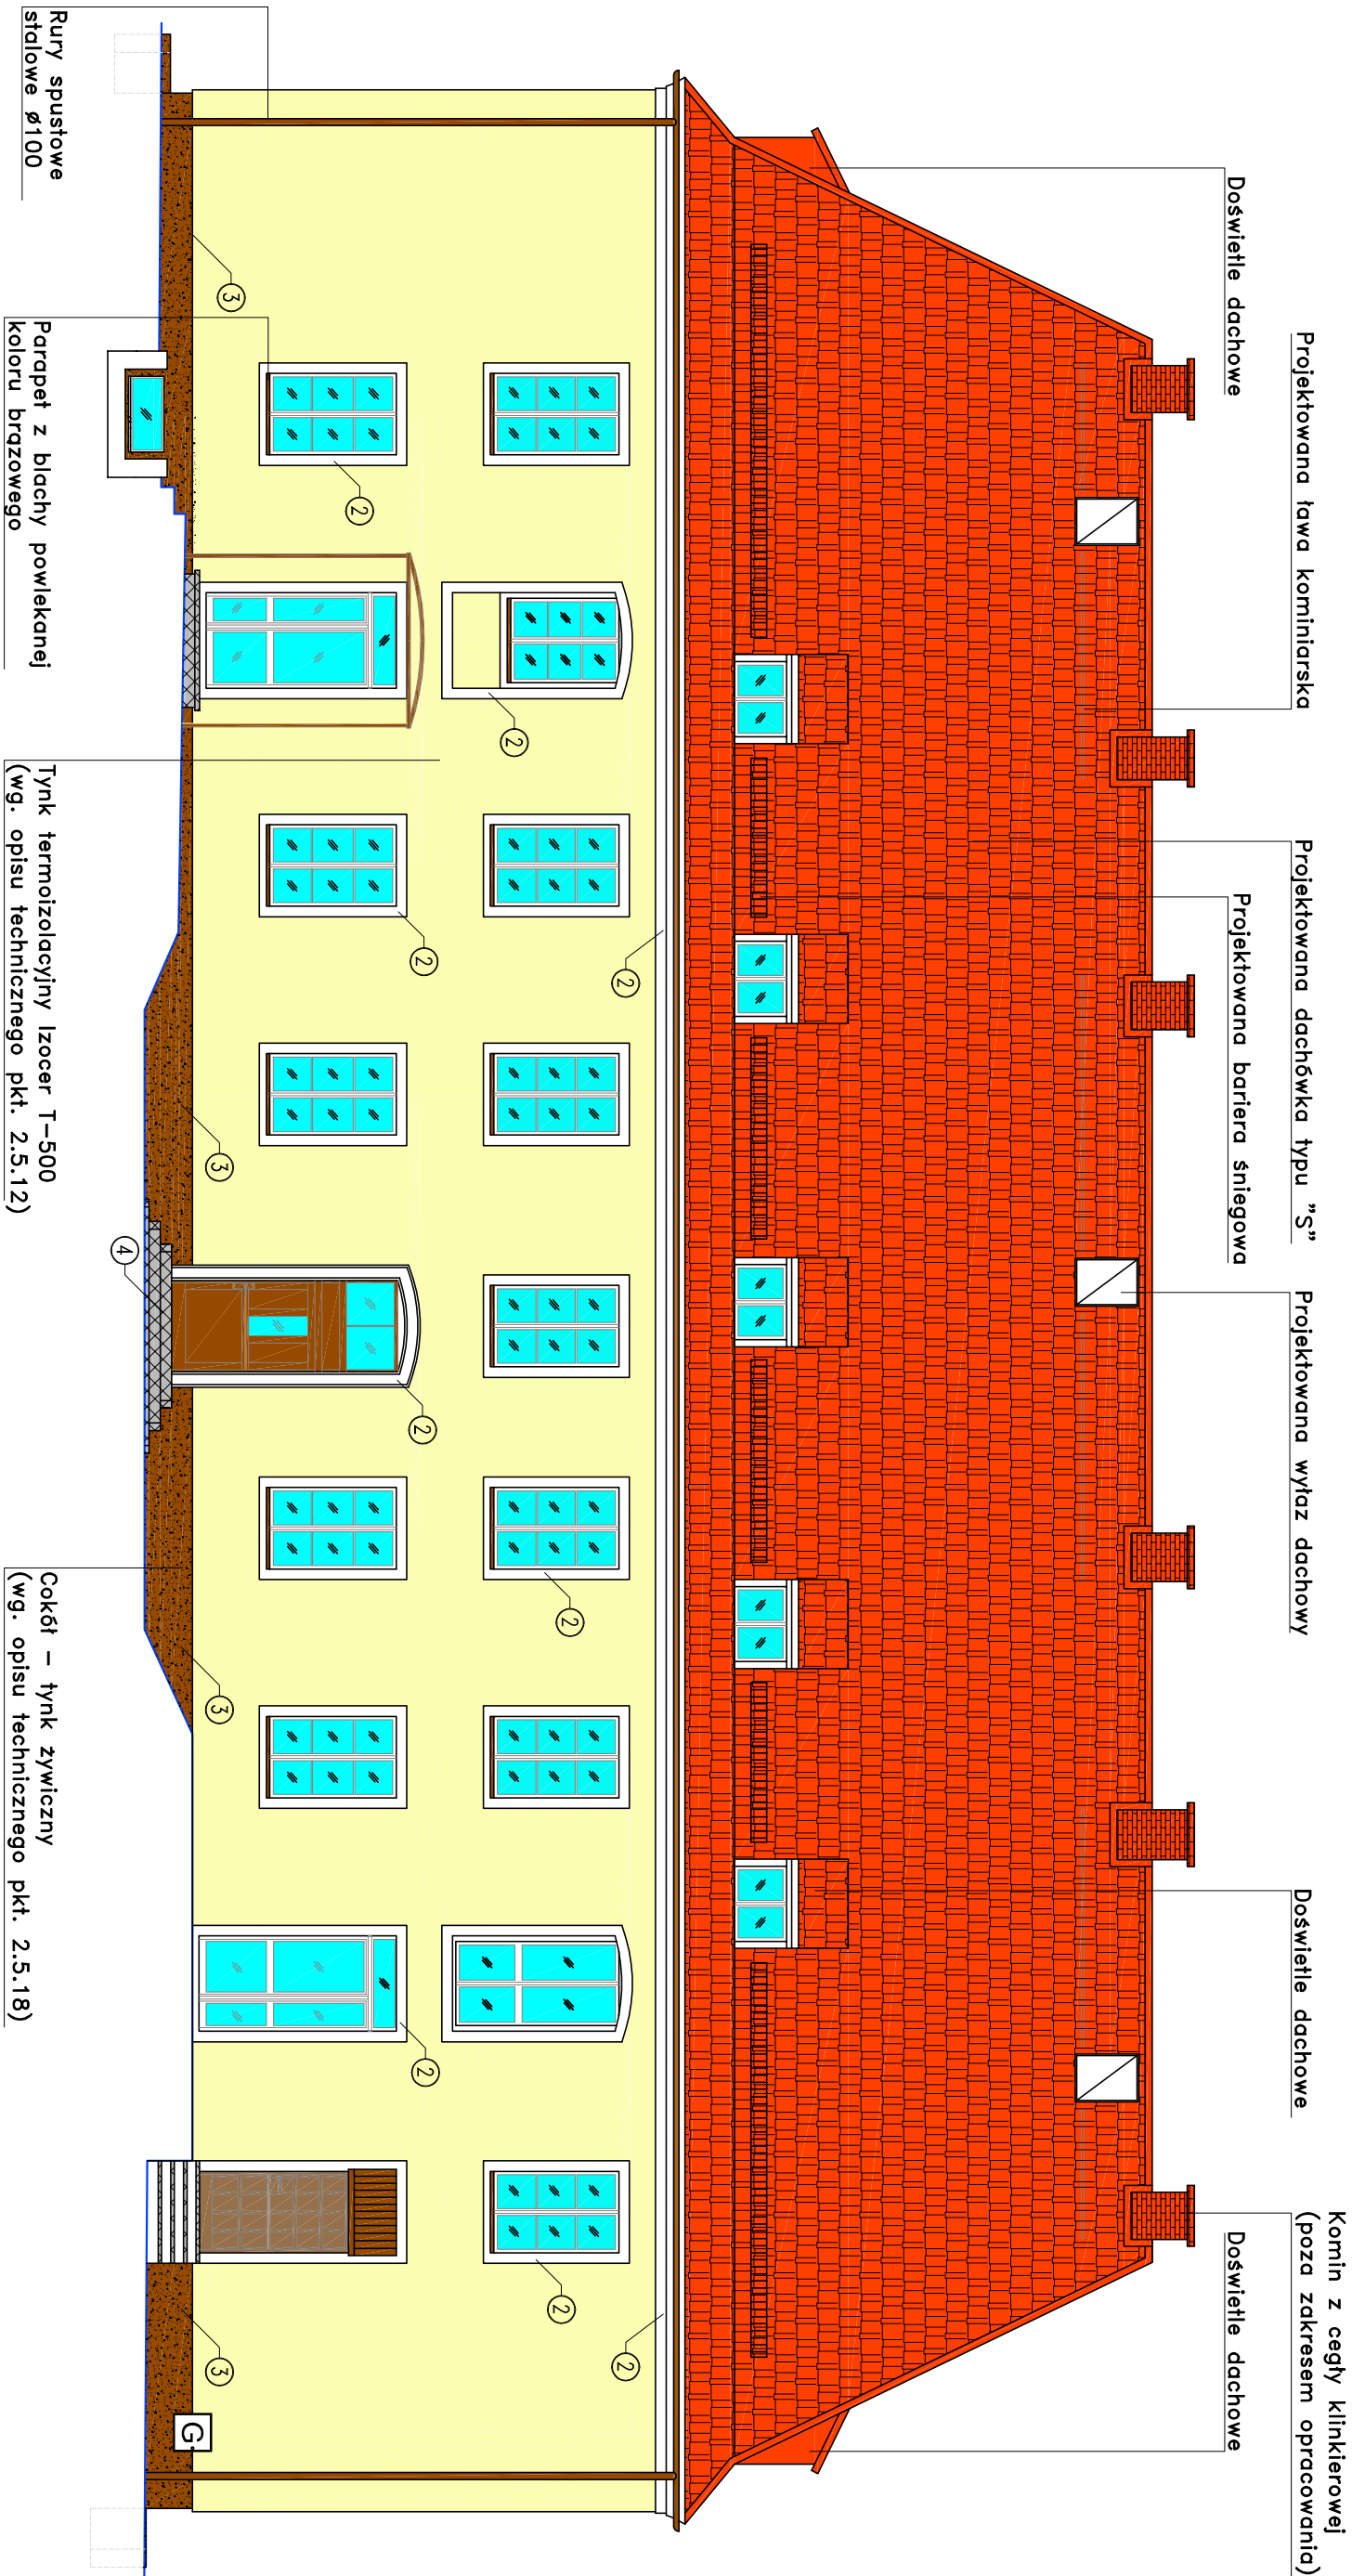 Komin z cegły klinkierowej
(poza zakresem opracowania)
Projektowana ława kominiarska
Projektowana dachówka typu "S"
Projektowana wyłaz dachowy
Doświetle dachowe
Doświetle dachowe
Projektowana bariera śniegowa
Doświetle dachowe
2
2
2
2
2
2
2
2
2
2
3
3
3
3
4
G.
Rury spustowe
stalowe ø100
Parapet z blachy powlekanej
koloru brązowego
Tynk termoizolacyjny Izocer T-500
(wg. opisu technicznego pkt. 2.5.12)
Cokół - tynk żywiczny
(wg. opisu technicznego pkt. 2.5.18)